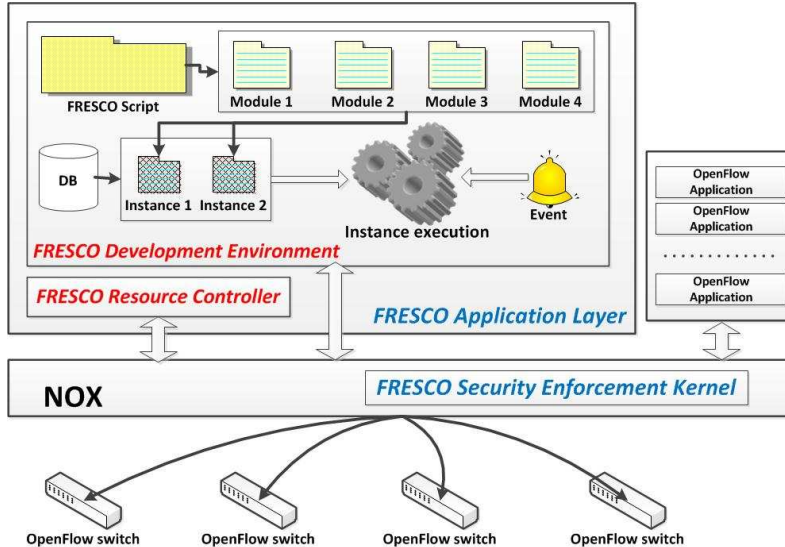 FRESCO Script
Module 1
Module 2
Module 3
Module 4
DB
Instance 1
Instance 2
Instance execution
Event
FRESCO Development Environment
FRESCO Resource Controller
FRESCO Application Layer
OpenFlow
Application
OpenFlow
Application
. . . . . . . . . . . . .
OpenFlow
Application
NOX
FRESCO Security Enforcement Kernel
OpenFlow switch
OpenFlow switch
OpenFlow switch
OpenFlow switch